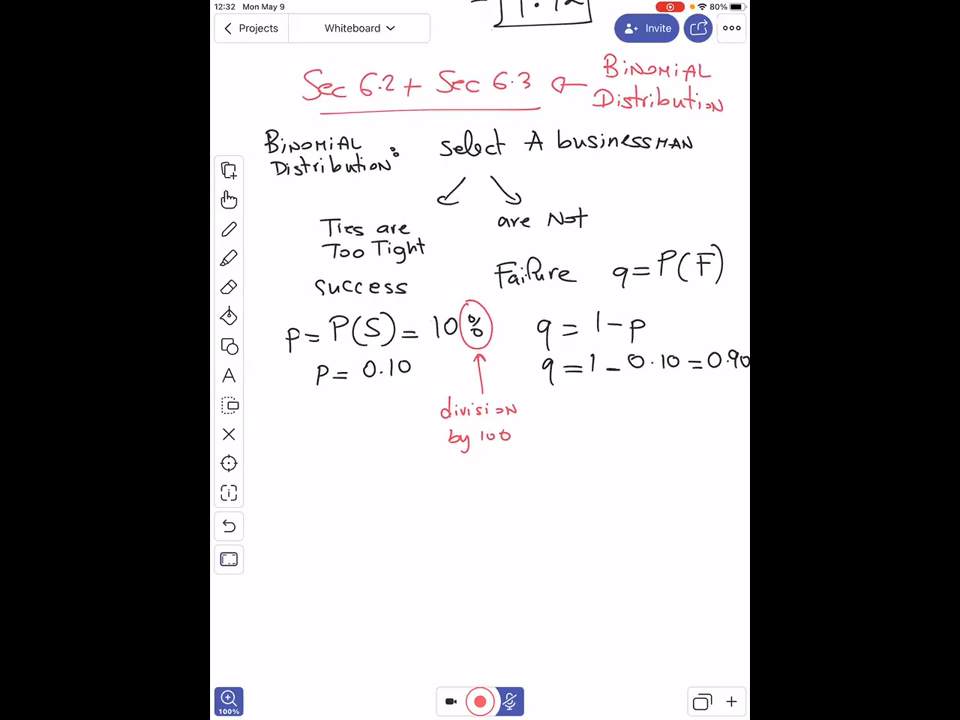 12:32 Mon May 9
80%
Projects
Whiteboard
Invite
Sec 6.2 + Sec 6.3 ← BINOMIAL DistributION
BINOMIAL DistributION:
select A businessMAN
Ties are
Too Tight
are Not
success
Failure q = P(F)
p = P(S) = 10 %
q = 1 - p
p = 0.10
q = 1 - 0.10 = 0.90
divisiON
by 100
A
100%